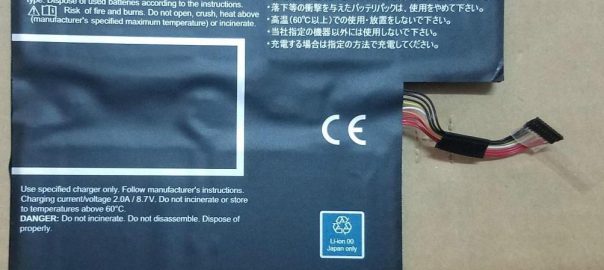 type. Dispose of used batteries according to the instructions.
Risk of fire and burns. Do not open, crush, heat above
(manufacturer's specified maximum temperature) or incinerate.
・落下等の衝撃を与えたバッテリパックは、使用をやめて下さい。
・高温(60℃以上)での使用・放置をしないで下さい。
・当社指定の機器以外には使用しないで下さい。
・充電する場合は指定の方法で充電してください。
CE
Use specified charger only. Follow manufacturer's instructions.
Charging current/voltage 2.0A / 8.7V. Do not incinerate or store
to temperatures above 60°C.
DANGER: Do not incinerate. Do not disassemble. Dispose of
properly.
Li-ion 00
Japan only